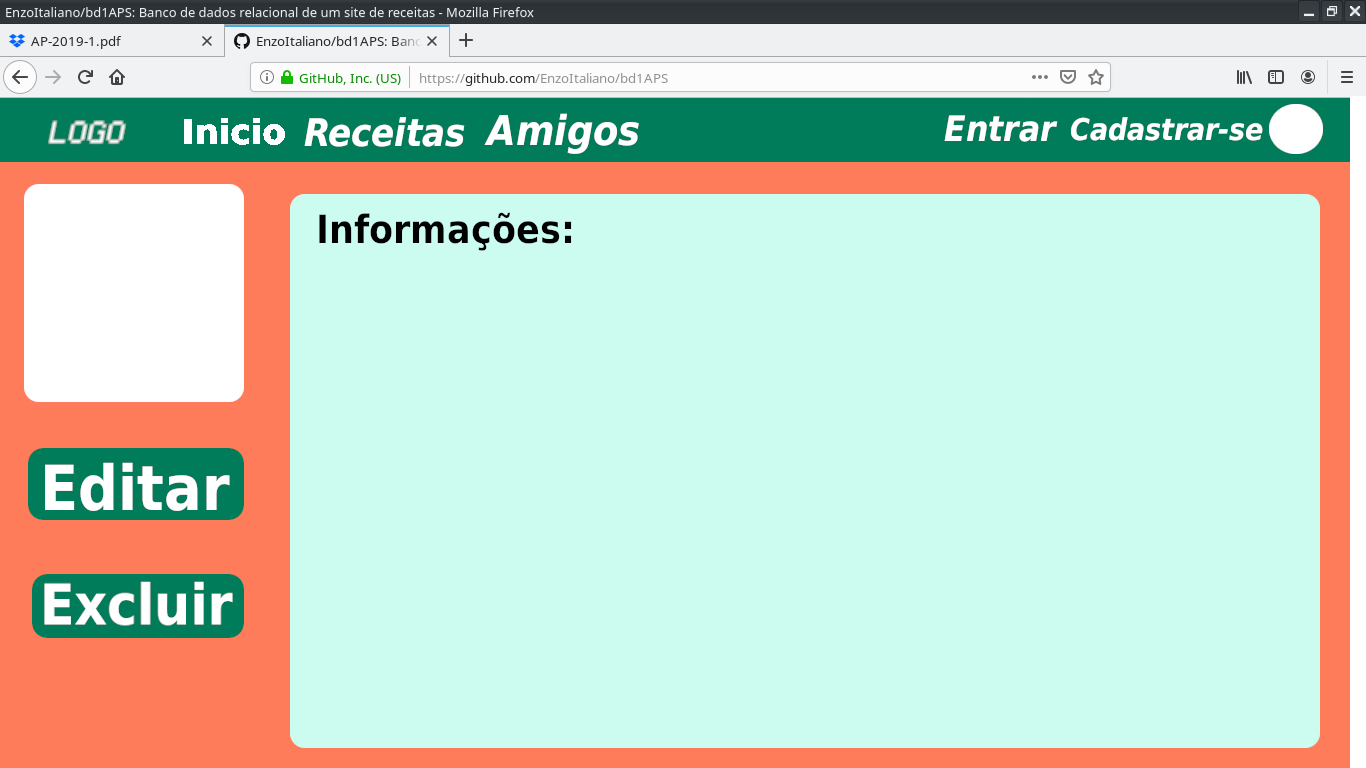 EnzoItaliano/bd1APS: Banco de dados relacional de um site de receitas - Mozilla Firefox
AP-2019-1.pdf
EnzoItaliano/bd1APS: Banc
GitHub, Inc. (US)
https://github.com/EnzoItaliano/bd1APS
LOGO Inicio Receitas Amigos Entrar Cadastrar-se
Informações:
Editar
Excluir